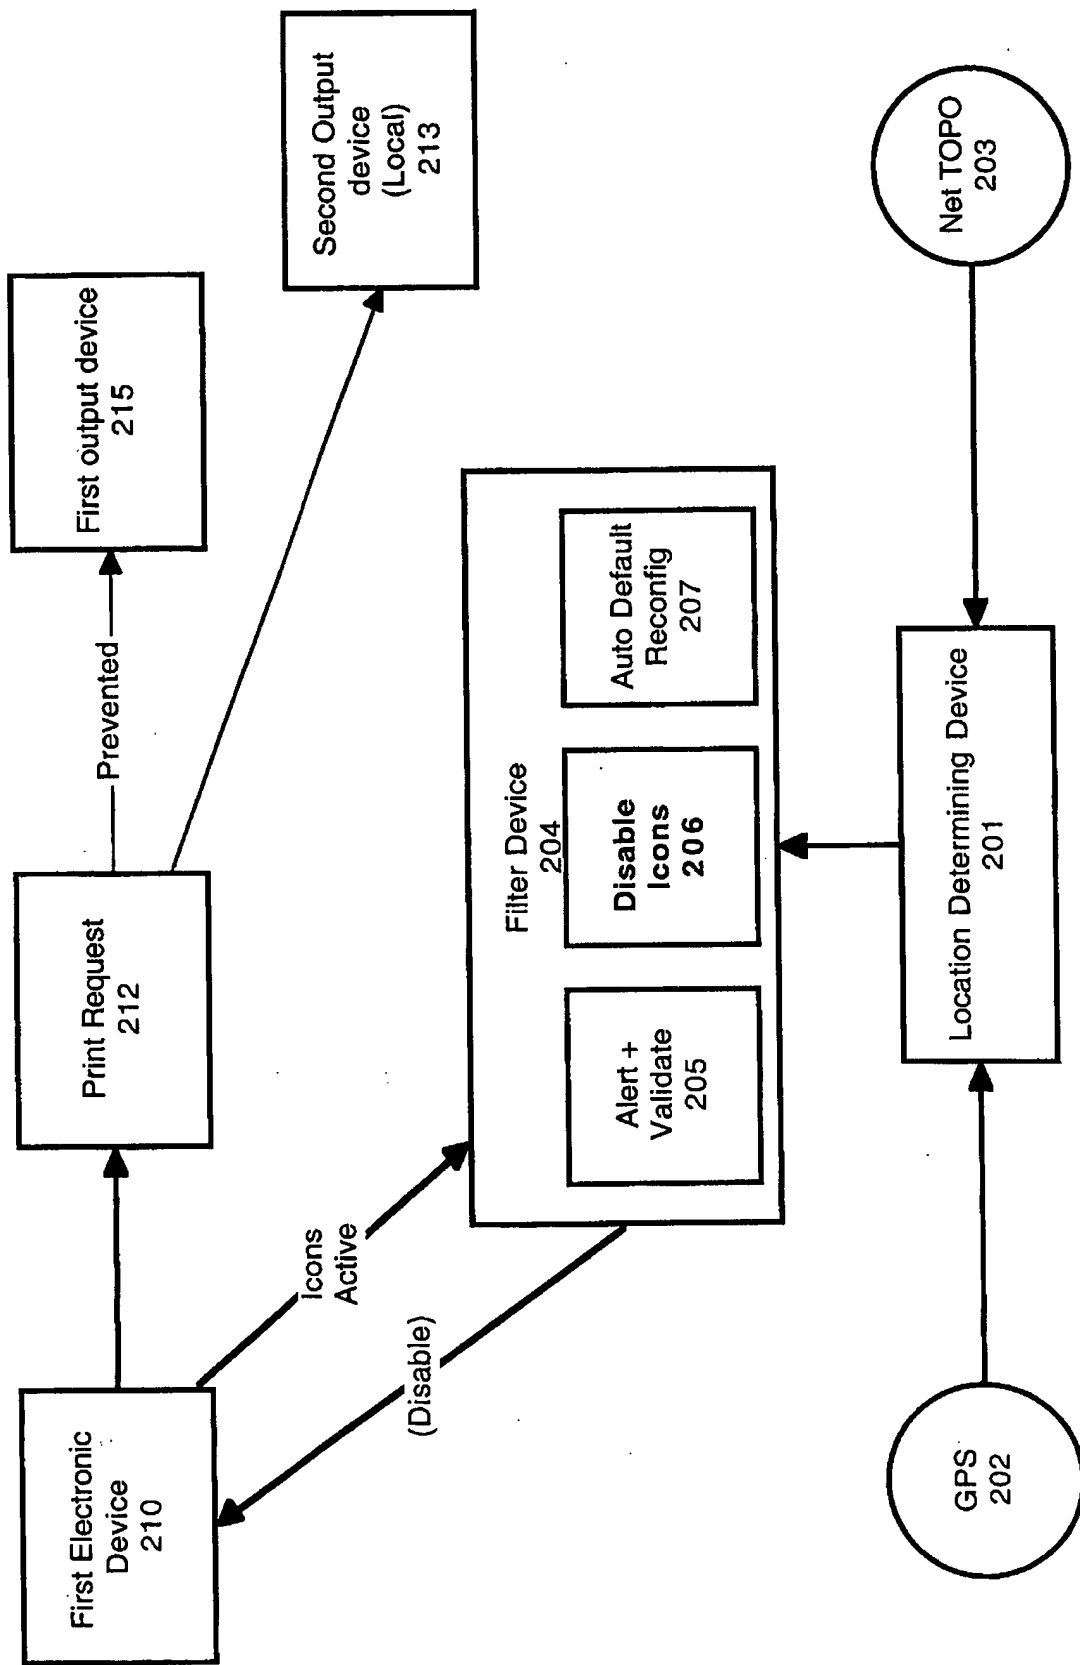 First Electronic
Device
210
Print Request
212
Prevented
First output device
215
Second Output
device
(Local)
213
Icons
Active
(Disable)
Filter Device
204
Alert +
Validate
205
Disable
Icons
206
Auto Default
Reconfig
207
GPS
202
Location Determining Device
201
Net TOPO
203